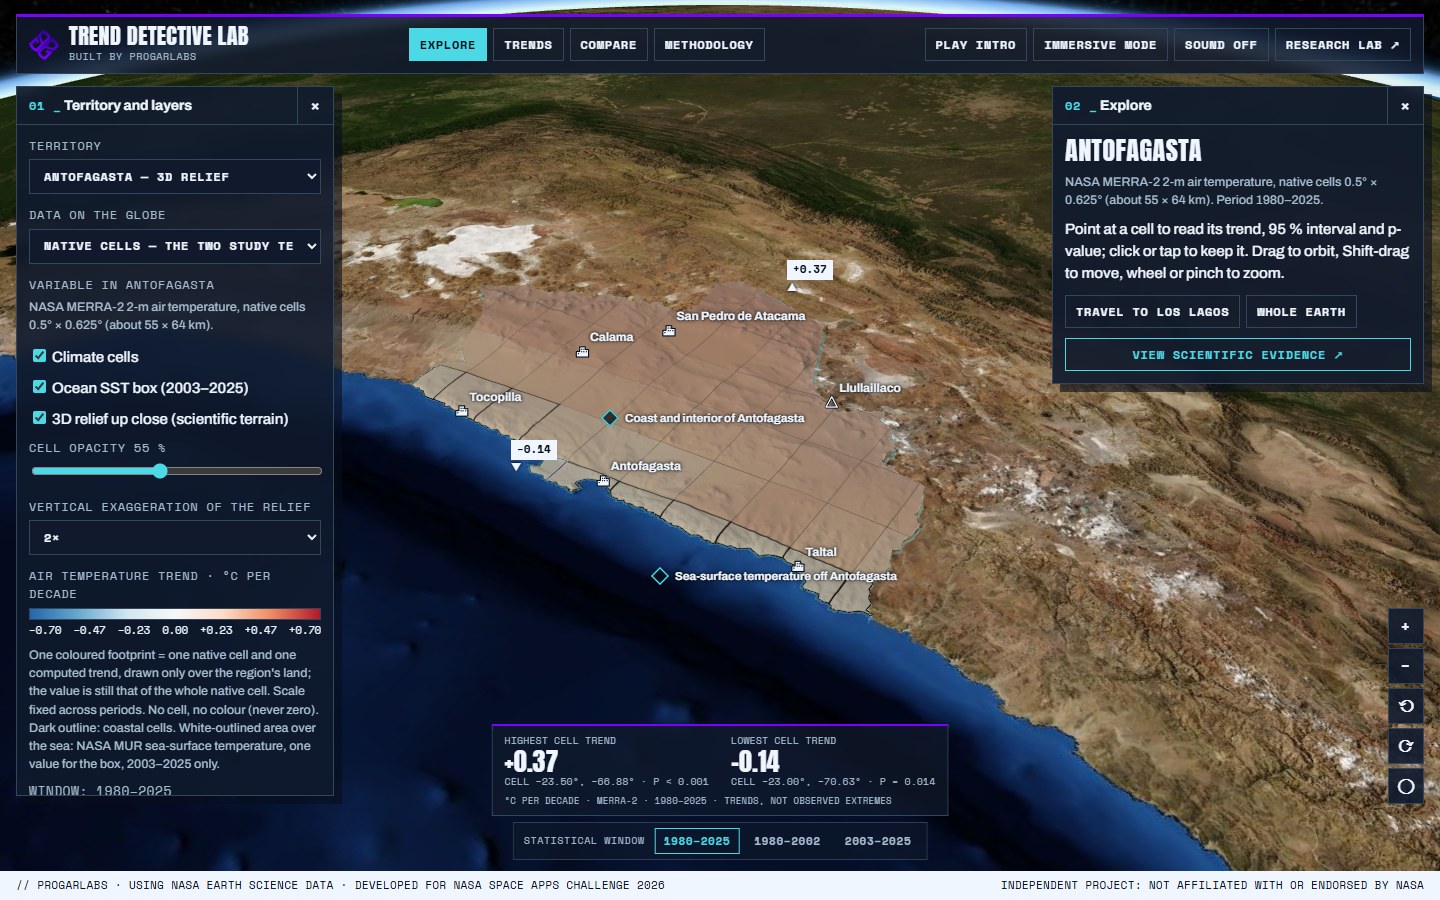 TREND DETECTIVE LAB
BUILT BY PROGARLABS
EXPLORE
TRENDS
COMPARE
METHODOLOGY
PLAY INTRO
IMMERSIVE MODE
SOUND OFF
RESEARCH LAB ↗
01 _ Territory and layers
×
TERRITORY
ANTOFAGASTA — 3D RELIEF
DATA ON THE GLOBE
NATIVE CELLS — THE TWO STUDY TE
VARIABLE IN ANTOFAGASTA
NASA MERRA-2 2-m air temperature, native cells
0.5° × 0.625° (about 55 × 64 km).
Climate cells
Ocean SST box (2003–2025)
3D relief up close (scientific terrain)
CELL OPACITY 55 %
VERTICAL EXAGGERATION OF THE RELIEF
2×
AIR TEMPERATURE TREND · °C PER
DECADE
−0.70 −0.47 −0.23 0.00 +0.23 +0.47 +0.70
One coloured footprint = one native cell and one
computed trend, drawn only over the region's land;
the value is still that of the whole native cell. Scale
fixed across periods. No cell, no colour (never zero).
Dark outline: coastal cells. White-outlined area over
the sea: NASA MUR sea-surface temperature, one
value for the box, 2003–2025 only.
WINDOW: 1980–2025
+0.37
San Pedro de Atacama
Calama
Llullaillaco
Tocopilla
Coast and interior of Antofagasta
−0.14
Antofagasta
Taltal
Sea-surface temperature off Antofagasta
02 _ Explore
×
ANTOFAGASTA
NASA MERRA-2 2-m air temperature, native cells 0.5° ×
0.625° (about 55 × 64 km). Period 1980–2025.
Point at a cell to read its trend, 95 % interval and p-
value; click or tap to keep it. Drag to orbit, Shift-drag
to move, wheel or pinch to zoom.
TRAVEL TO LOS LAGOS
WHOLE EARTH
VIEW SCIENTIFIC EVIDENCE ↗
+
−
HIGHEST CELL TREND
+0.37
CELL −23.50°, −66.88° · P < 0.001
LOWEST CELL TREND
−0.14
CELL −23.00°, −70.63° · P = 0.014
°C PER DECADE · MERRA-2 · 1980–2025 · TRENDS, NOT OBSERVED EXTREMES
STATISTICAL WINDOW
1980–2025
1980–2002
2003–2025
// PROGARLABS · USING NASA EARTH SCIENCE DATA · DEVELOPED FOR NASA SPACE APPS CHALLENGE 2026
INDEPENDENT PROJECT: NOT AFFILIATED WITH OR ENDORSED BY NASA